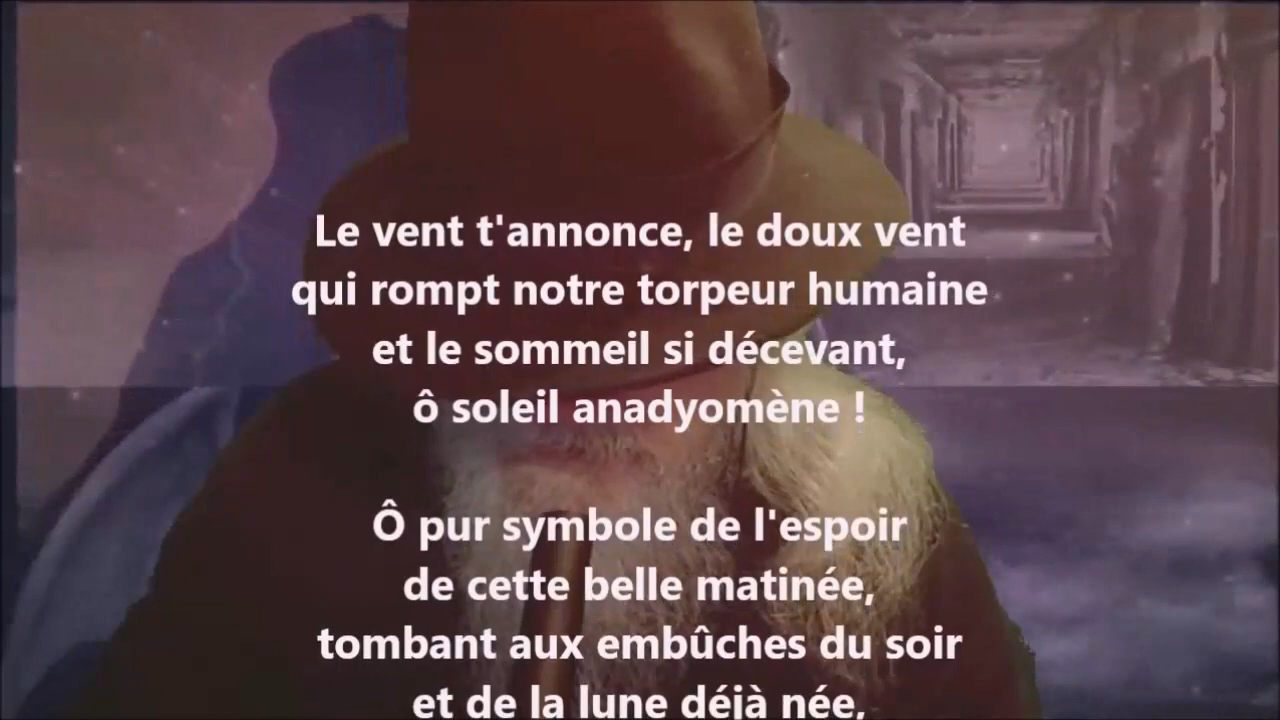 Le vent t'annonce, le doux vent
qui rompt notre torpeur humaine
et le sommeil si décevant,
ô soleil anadyomène !
Ô pur symbole de l'espoir
de cette belle matinée,
tombant aux embûches du soir
et de la lune déjà née,